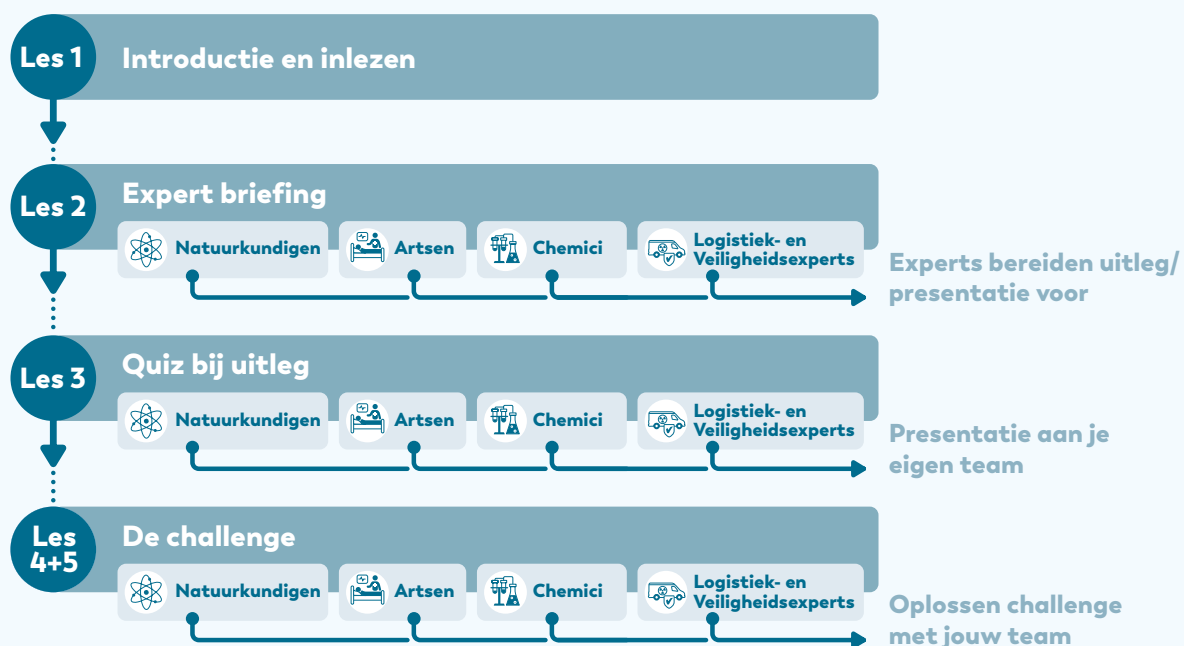 Les 1
Introductie en inlezen
Les 2
Expert briefing
Natuurkundigen
Artsen
Chemici
Logistiek- en
Veiligheidsexperts
Experts bereiden uitleg/
presentatie voor
Les 3
Quiz bij uitleg
Natuurkundigen
Artsen
Chemici
Logistiek- en
Veiligheidsexperts
Presentatie aan je
eigen team
Les
4+5
De challenge
Natuurkundigen
Artsen
Chemici
Logistiek- en
Veiligheidsexperts
Oplossen challenge
met jouw team